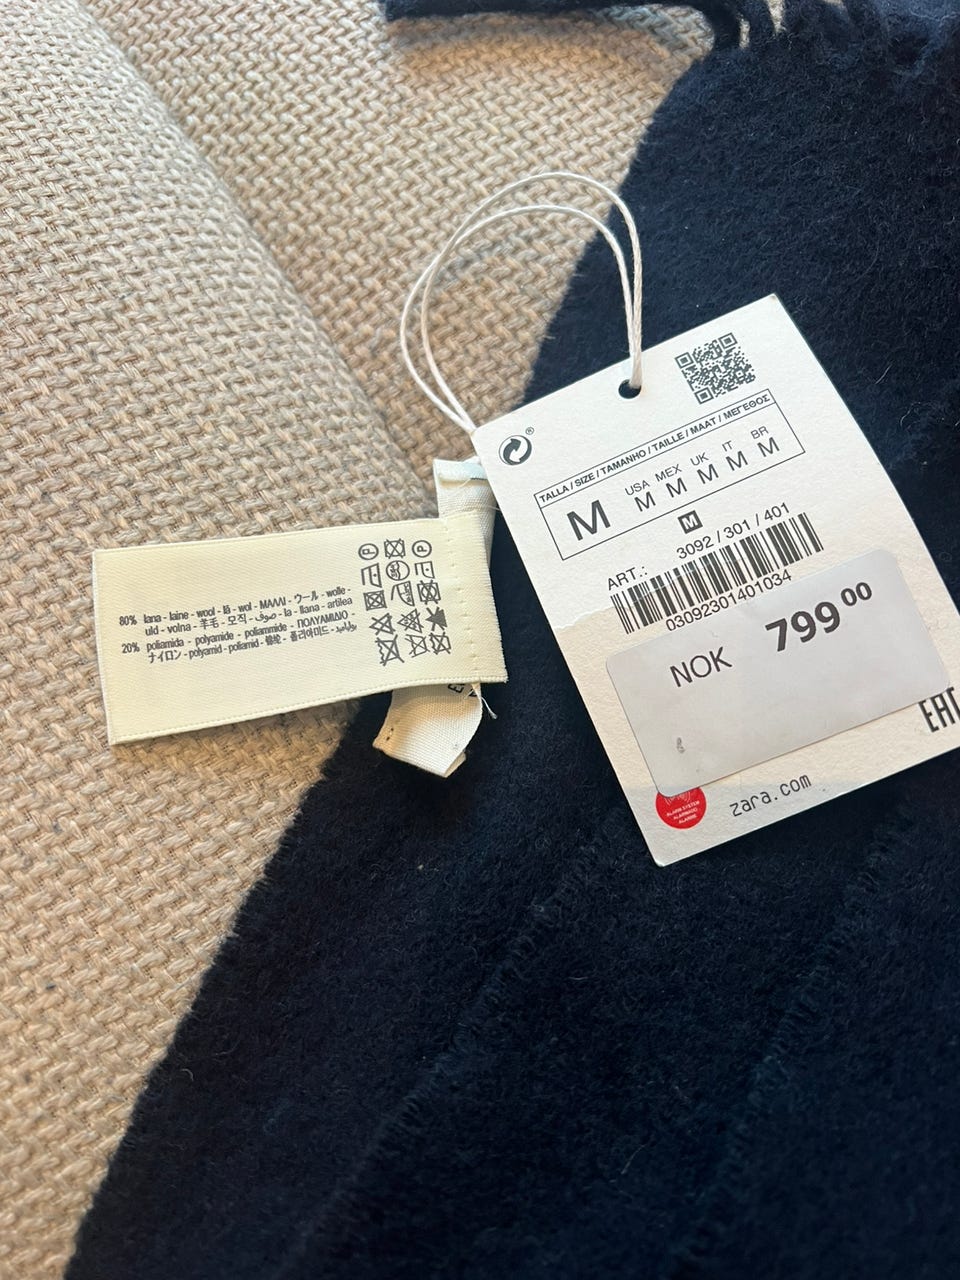 80% lana - laine - wool - lã - wol - ΜΑΛΛΙ - ウール - wolle -
uld - volna - 羊毛 - 모직 - صوف - la - llana - artilea
20% poliamida - polyamide - poliammide - ΠΟΛΥΑΜΙΔΙΟ -
ナイロン - polyamid - poliamid - 锦纶 - 폴리아미드 -
®
TALLA / SIZE / TAMANHO / TAILLE / MAAT / ΜΕΓΕΘΟΣ
USA MEX UK IT BR
M M M M M M
M
ART.: 3092 / 301 / 401
03092301401034
NOK 799 00
EAC
ALARM SYSTEM
ALARMADO
ALARME
zara.com